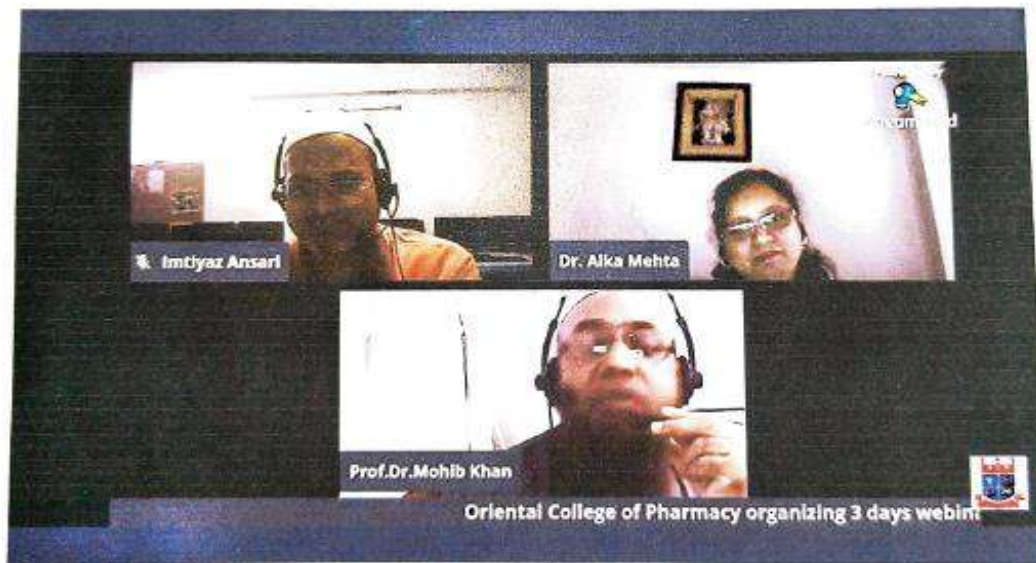 Imtiyaz Ansari
Dr. Alka Mehta
Prof.Dr.Mohib Khan
Oriental College of Pharmacy organizing 3 days webin